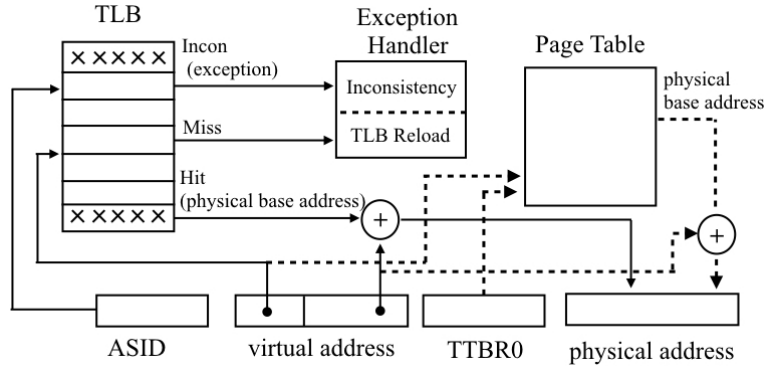 TLB
Exception
Handler
Page Table
Incon
(exception)
Inconsistency
physical
base address
Miss
TLB Reload
Hit
(physical base address)
+
+
ASID
virtual address
TTBR0
physical address